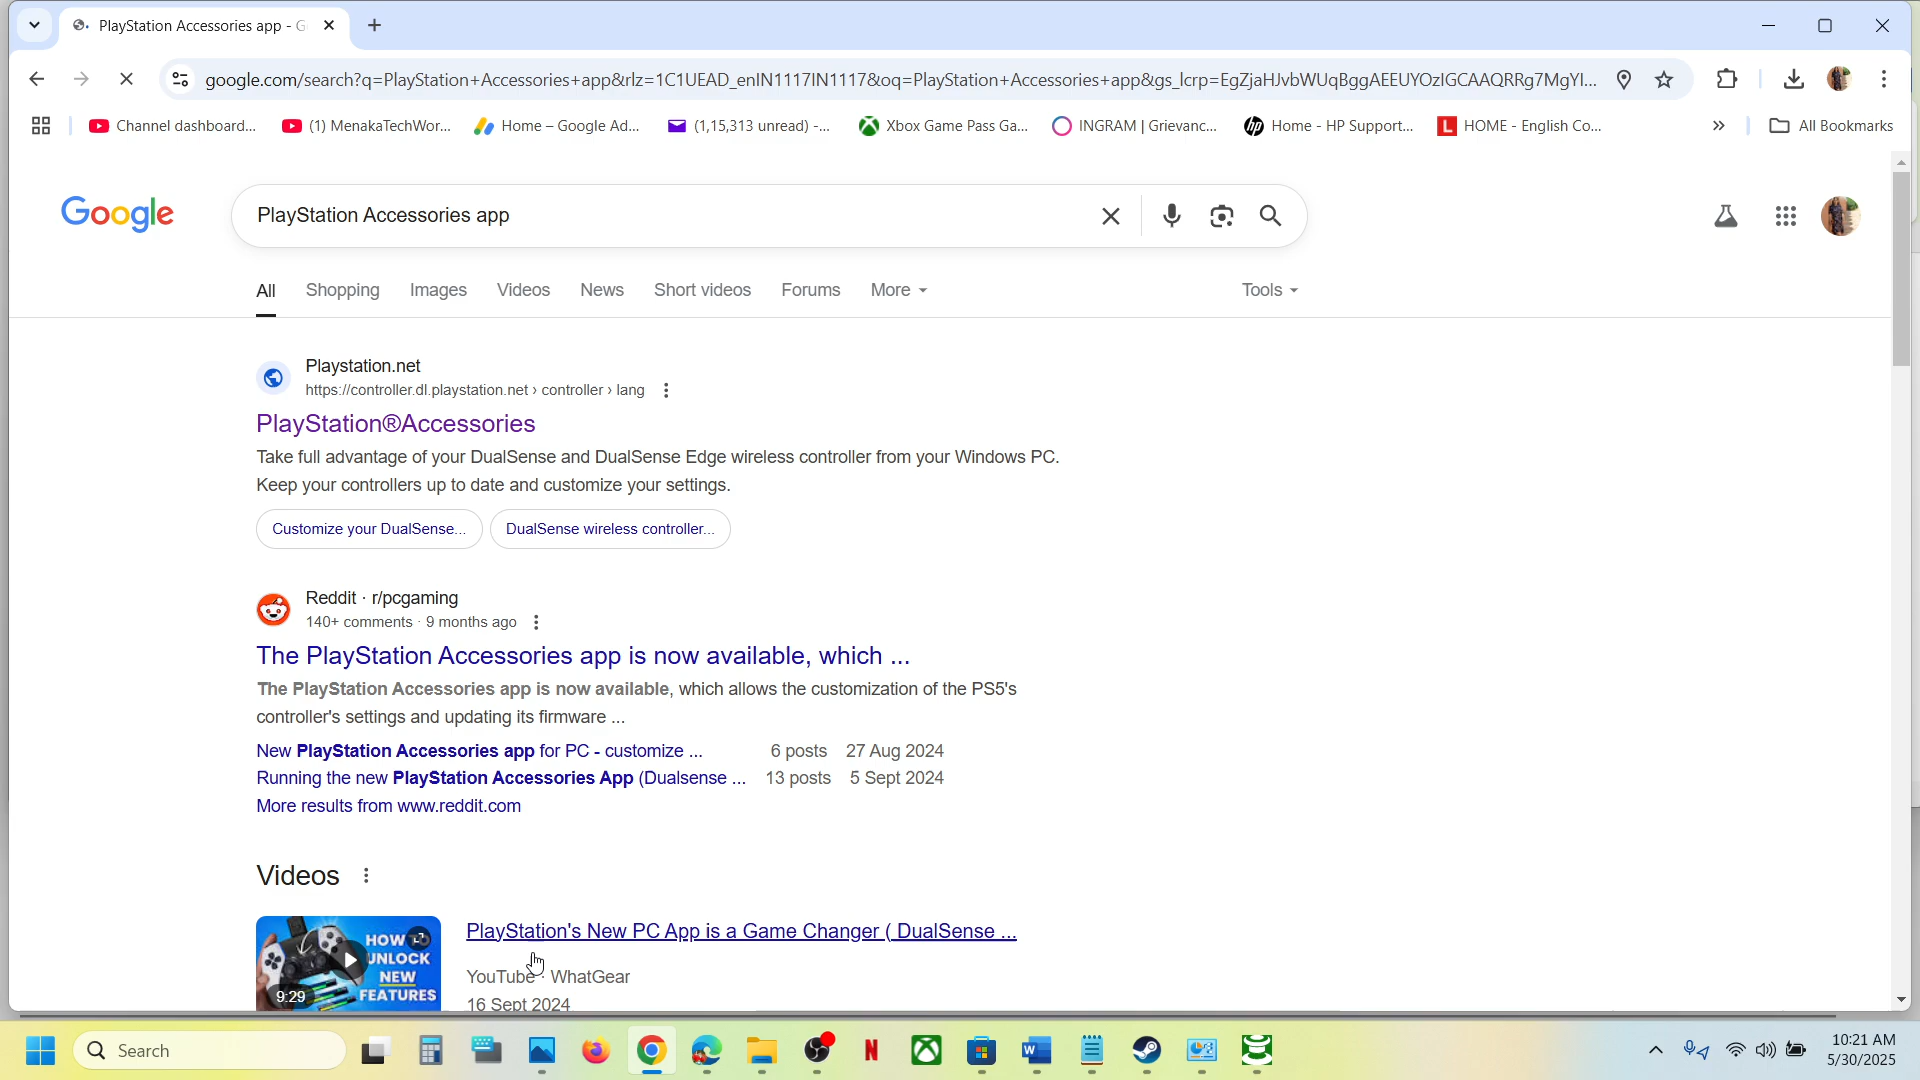 PlayStation Accessories app - G
google.com/search?q=PlayStation+Accessories+app&rlz=1C1UEAD_enIN1117IN1117&oq=PlayStation+Accessories+app&gs_lcrp=EgZjaHJvbWUqBggAEEUYOzIGCAAQRRg7MgYI...
Channel dashboard...
(1) MenakaTechWor...
Home – Google Ad...
(1,15,313 unread) -...
Xbox Game Pass Ga...
INGRAM | Grievanc...
Home - HP Support...
HOME - English Co...
»
All Bookmarks
Google
PlayStation Accessories app
All
Shopping
Images
Videos
News
Short videos
Forums
More
Tools
Playstation.net
https://controller.dl.playstation.net › controller › lang
PlayStation®Accessories
Take full advantage of your DualSense and DualSense Edge wireless controller from your Windows PC.
Keep your controllers up to date and customize your settings.
Customize your DualSense...
DualSense wireless controller...
Reddit · r/pcgaming
140+ comments · 9 months ago
The PlayStation Accessories app is now available, which ...
The PlayStation Accessories app is now available, which allows the customization of the PS5's
controller's settings and updating its firmware ...
New PlayStation Accessories app for PC - customize ... 6 posts 27 Aug 2024
Running the new PlayStation Accessories App (Dualsense ... 13 posts 5 Sept 2024
More results from www.reddit.com
Videos
HOW TO
UNLOCK
NEW
FEATURES
9:29
PlayStation's New PC App is a Game Changer ( DualSense ...
YouTube · WhatGear
16 Sept 2024
Search
10:21 AM
5/30/2025